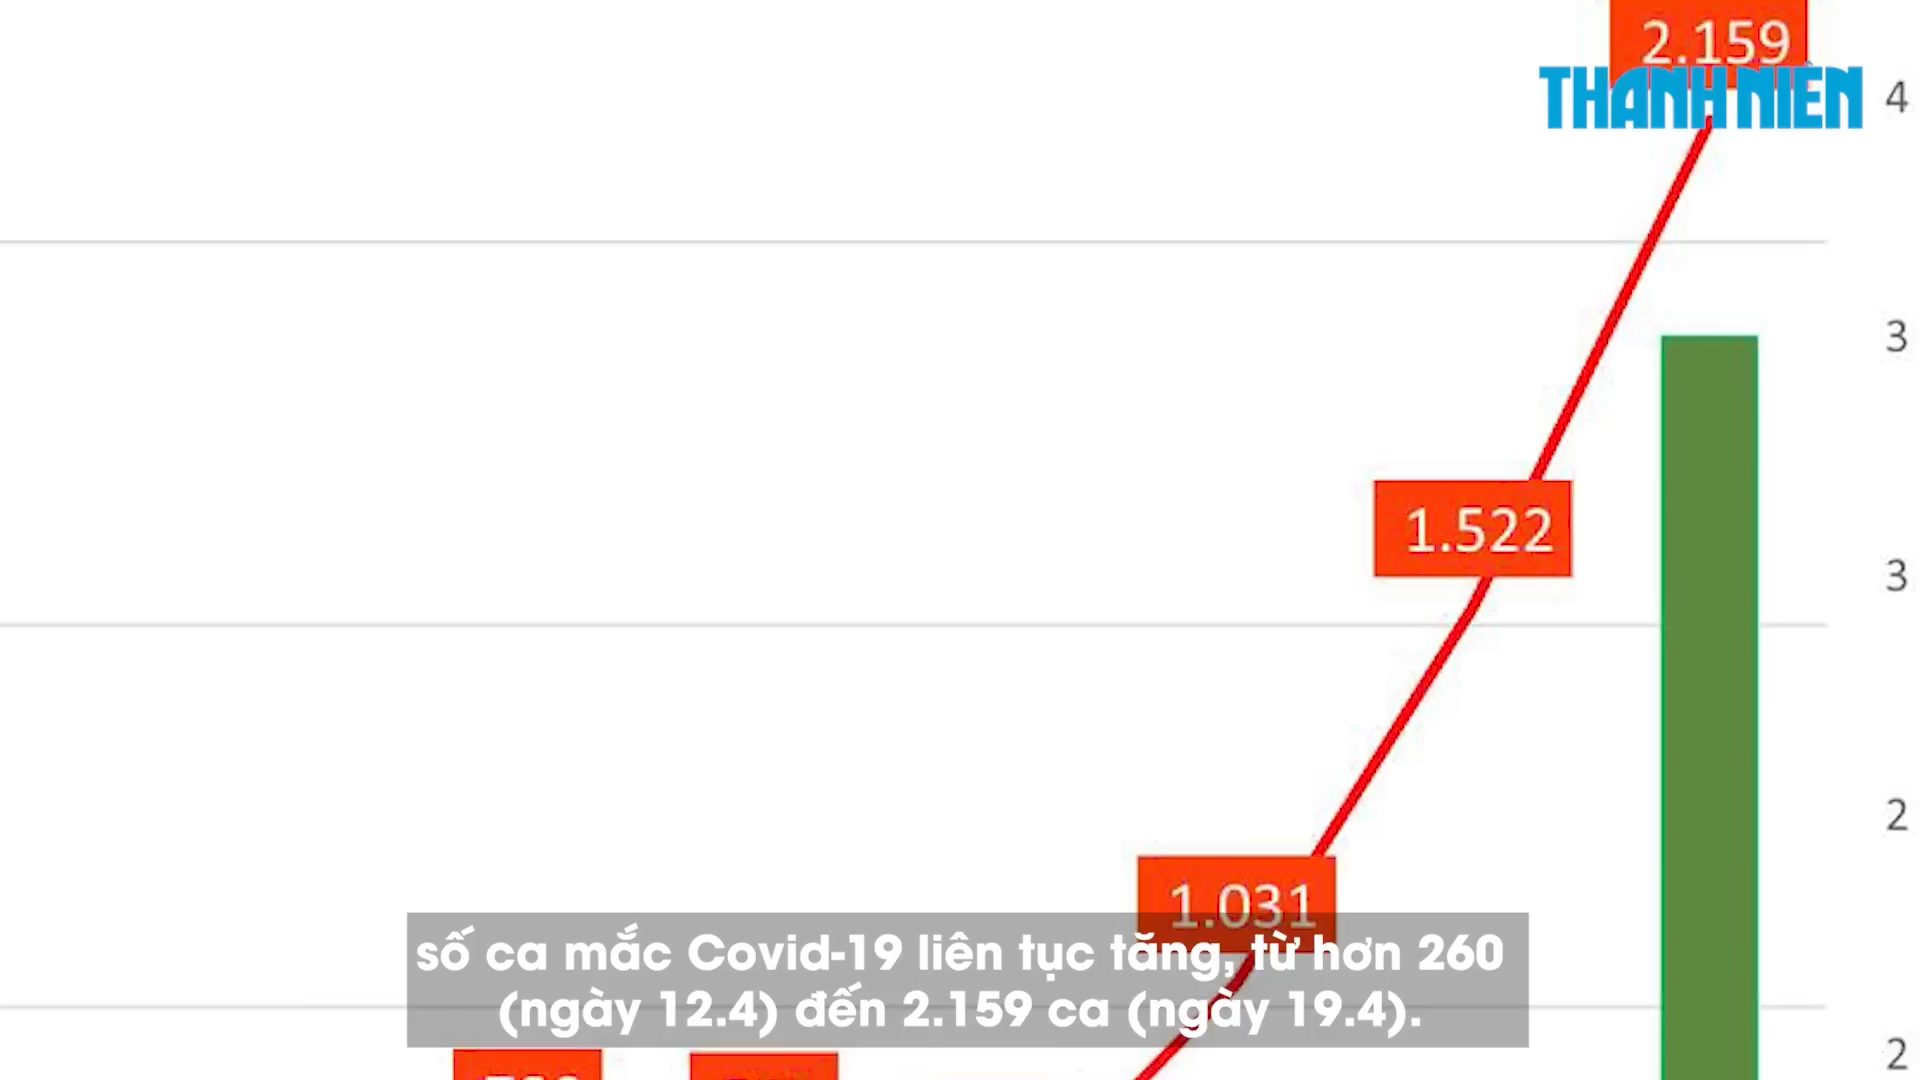 2.159
THANH NIÊN
4
3
1.522
3
2
1.031
số ca mắc Covid-19 liên tục tăng, từ hơn 260
(ngày 12.4) đến 2.159 ca (ngày 19.4).
2